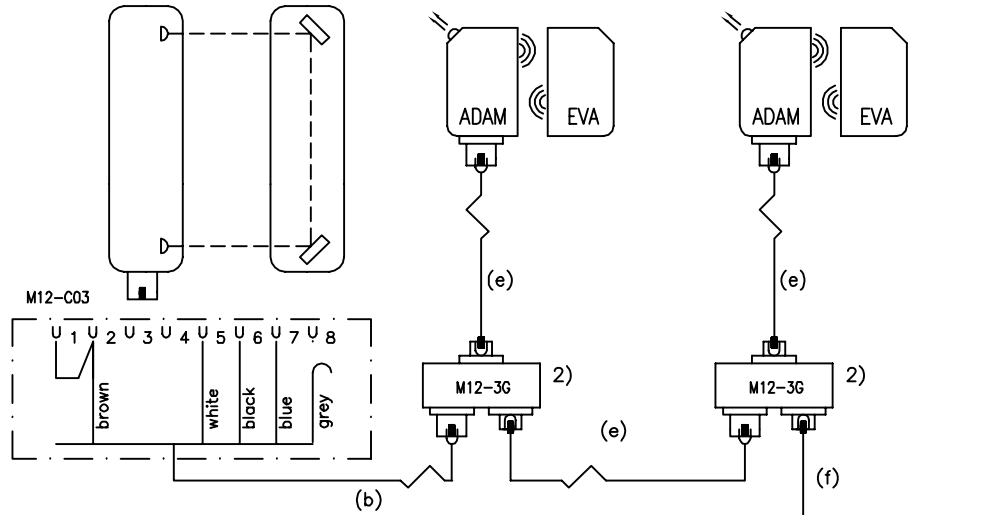 ADAM EVA ADAM EVA
(e) (e)
M12-C03
1 2 3 4 5 6 7 8
brown white black blue grey
M12-3G 2) M12-3G 2)
(e)
(b) (f)